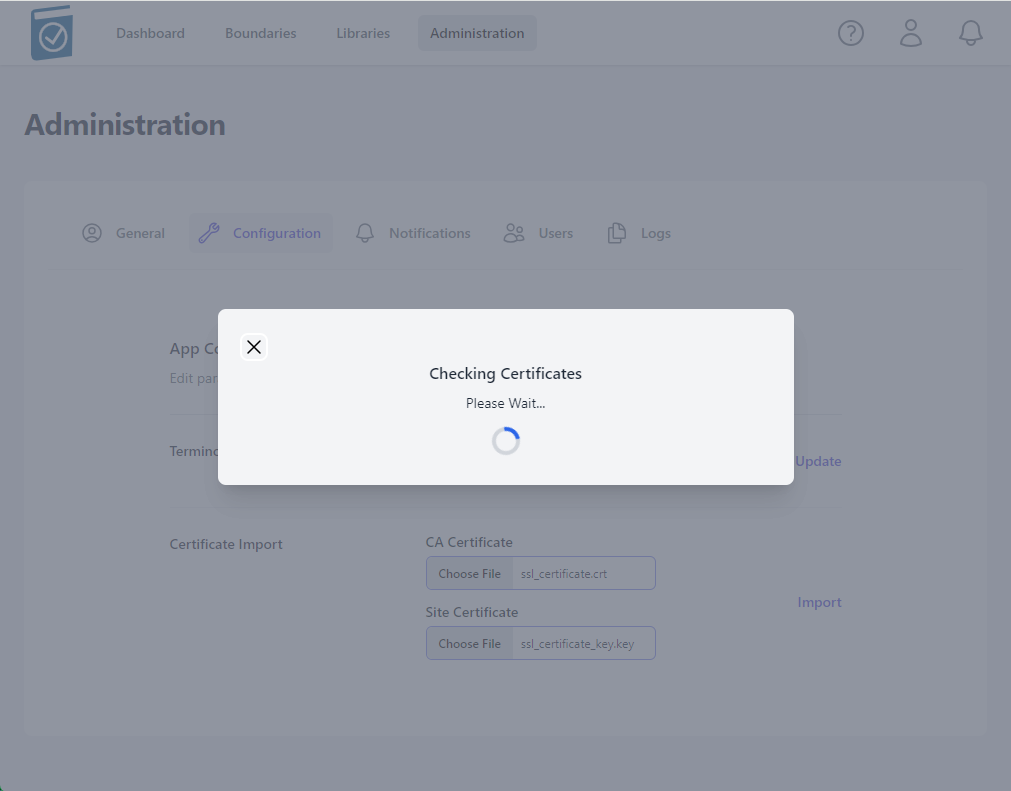 Dashboard Boundaries Libraries Administration
Administration
General Configuration Notifications Users Logs
App Co
Edit par
Checking Certificates
Please Wait...
Termino
Update
Certificate Import
CA Certificate
Choose File ssl_certificate.crt
Import
Site Certificate
Choose File ssl_certificate_key.key